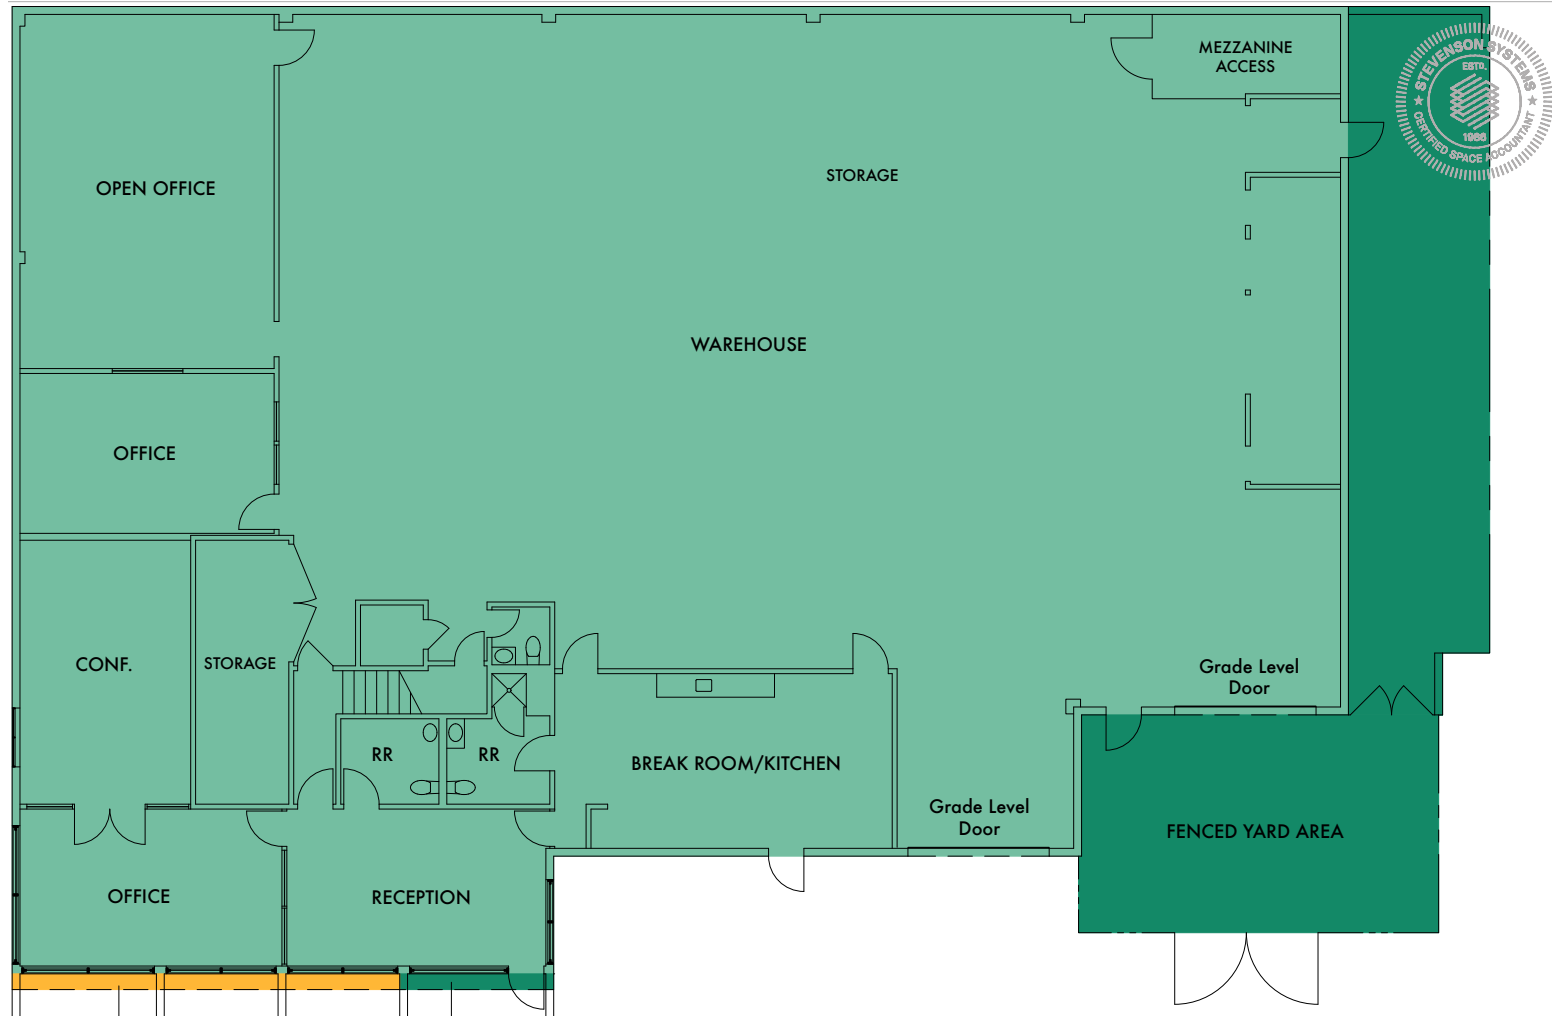 MEZZANINE
ACCESS
STEVENSON SYSTEMS
ESTD.
1986
CERTIFIED SPACE ACCOUNTANT
OPEN OFFICE
STORAGE
WAREHOUSE
OFFICE
CONF.
STORAGE
Grade Level
Door
RR
RR
BREAK ROOM/KITCHEN
Grade Level
Door
FENCED YARD AREA
OFFICE
RECEPTION